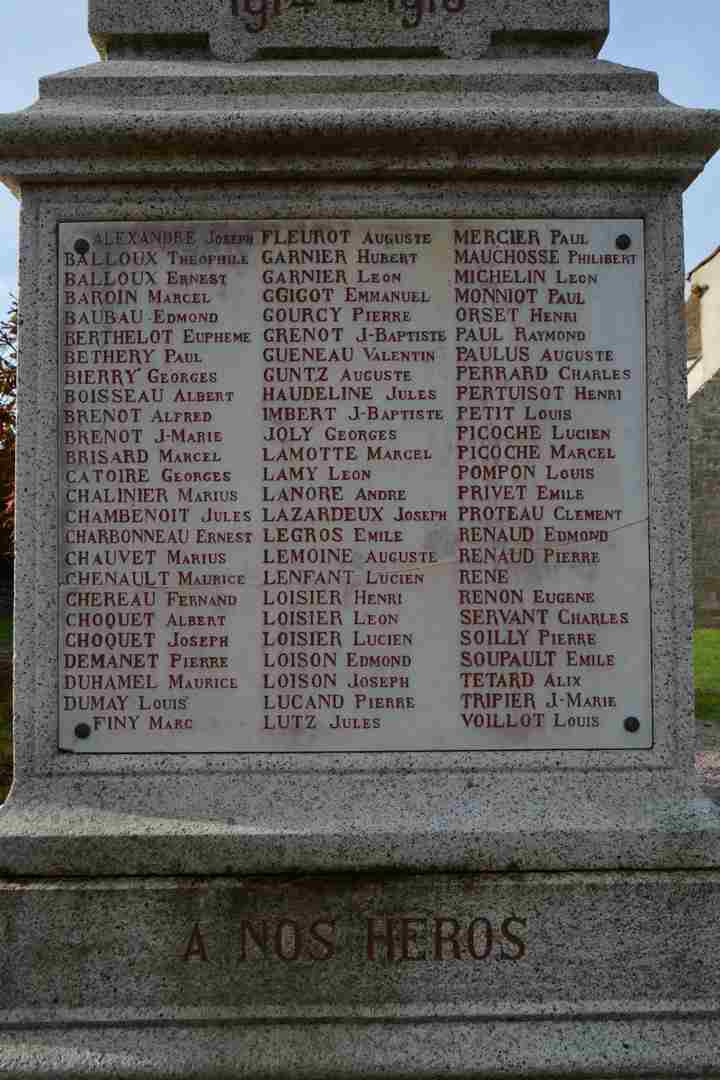 1914 - 1918
ALEXANDRE JOSEPH
BALLOUX THEOPHILE
BALLOUX ERNEST
BAROIN MARCEL
BAUBAU EDMOND
BERTHELOT EUPHEME
BETHERY PAUL
BIERRY GEORGES
BOISSEAU ALBERT
BRENOT ALFRED
BRENOT J-MARIE
BRISARD MARCEL
CATOIRE GEORGES
CHALINIER MARIUS
CHAMBENOIT JULES
CHARBONNEAU ERNEST
CHAUVET MARIUS
CHENAULT MAURICE
CHEREAU FERNAND
CHOQUET ALBERT
CHOQUET JOSEPH
DEMANET PIERRE
DUHAMEL MAURICE
DUMAY LOUIS
FINY MARC
FLEUROT AUGUSTE
GARNIER HUBERT
GARNIER LEON
GGIGOT EMMANUEL
GOURCY PIERRE
GRENOT J-BAPTISTE
GUENEAU VALENTIN
GUNTZ AUGUSTE
HAUDELINE JULES
IMBERT J-BAPTISTE
JOLY GEORGES
LAMOTTE MARCEL
LAMY LEON
LANORE ANDRE
LAZARDEUX JOSEPH
LEGROS EMILE
LEMOINE AUGUSTE
LENFANT LUCIEN
LOISIER HENRI
LOISIER LEON
LOISIER LUCIEN
LOISON EDMOND
LOISON JOSEPH
LUCAND PIERRE
LUTZ JULES
MERCIER PAUL
MAUCHOSSE PHILIBERT
MICHELIN LEON
MONNIOT PAUL
ORSET HENRI
PAUL RAYMOND
PAULUS AUGUSTE
PERRARD CHARLES
PERTUISOT HENRI
PETIT LOUIS
PICOCHE LUCIEN
PICOCHE MARCEL
POMPON LOUIS
PRIVET EMILE
PROTEAU CLEMENT
RENAUD EDMOND
RENAUD PIERRE
RENE
RENON EUGENE
SERVANT CHARLES
SOILLY PIERRE
SOUPAULT EMILE
TETARD ALIX
TRIPIER J-MARIE
VOILLOT LOUIS
A NOS HEROS